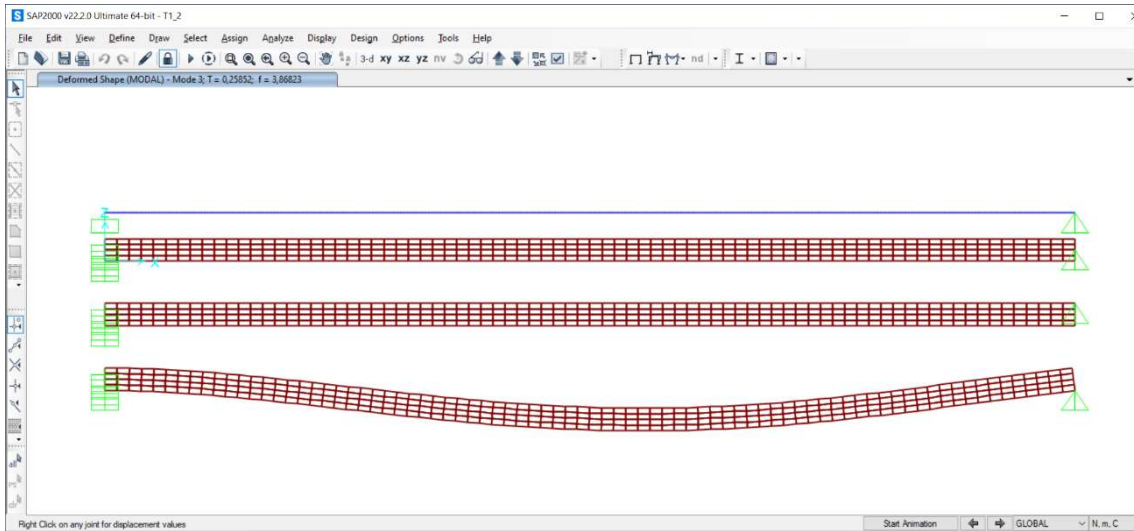 SAP2000 v22.2.0 Ultimate 64-bit - T1_2
File Edit View Define Draw Select Assign Analyze Display Design Options Tools Help
3-d xy xz yz nv nd
Deformed Shape (MODAL) - Mode 3; T = 0,25852; f = 3,86823
Z
X
all
Right Click on any joint for displacement values
Start Animation GLOBAL N, m, C